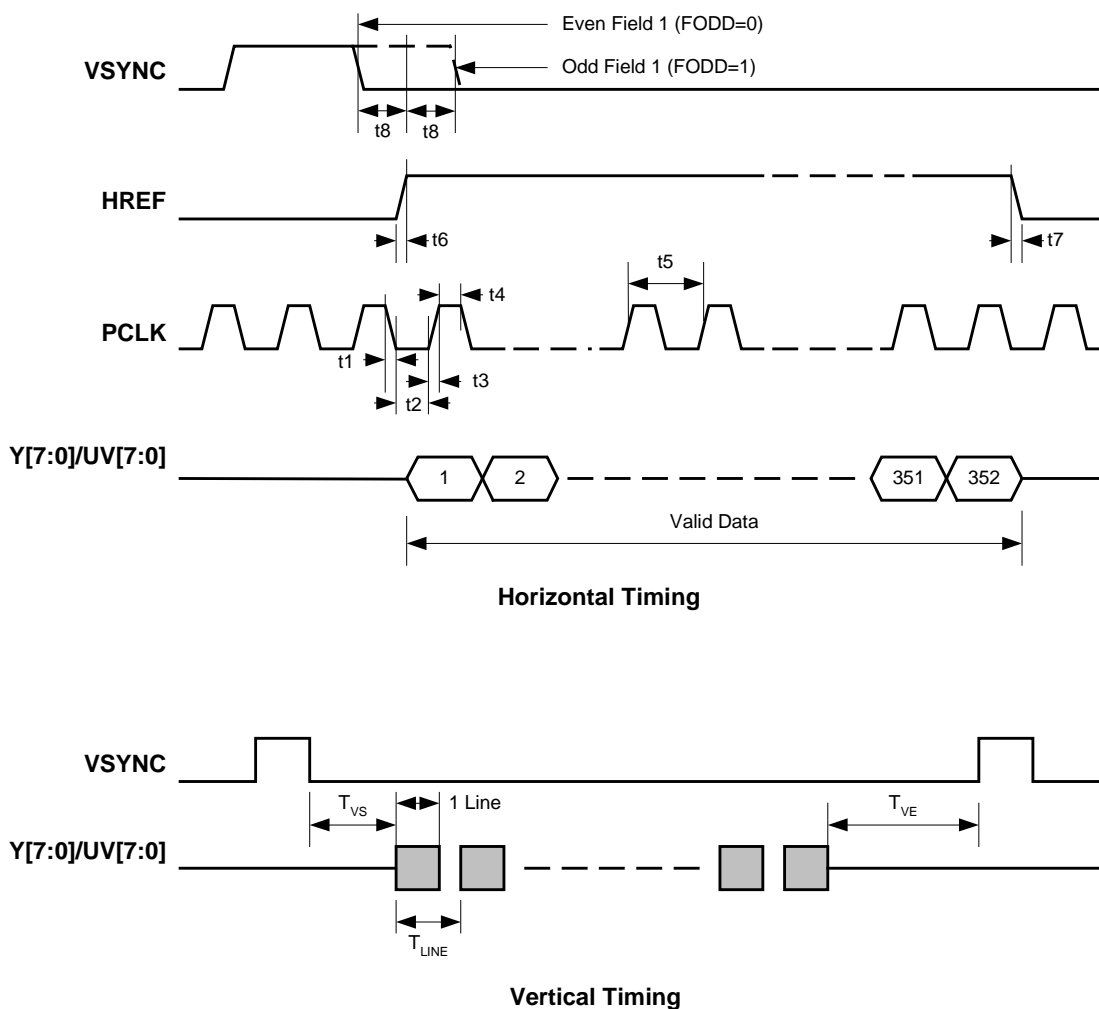 Even Field 1 (FODD=0)
VSYNC
Odd Field 1 (FODD=1)
t8 t8
HREF
t6 t7
t5
t4
PCLK
t1 t3
t2
Y[7:0]/UV[7:0]
1 2 351 352
Valid Data
Horizontal Timing
VSYNC
TVS 1 Line TVE
Y[7:0]/UV[7:0]
TLINE
Vertical Timing